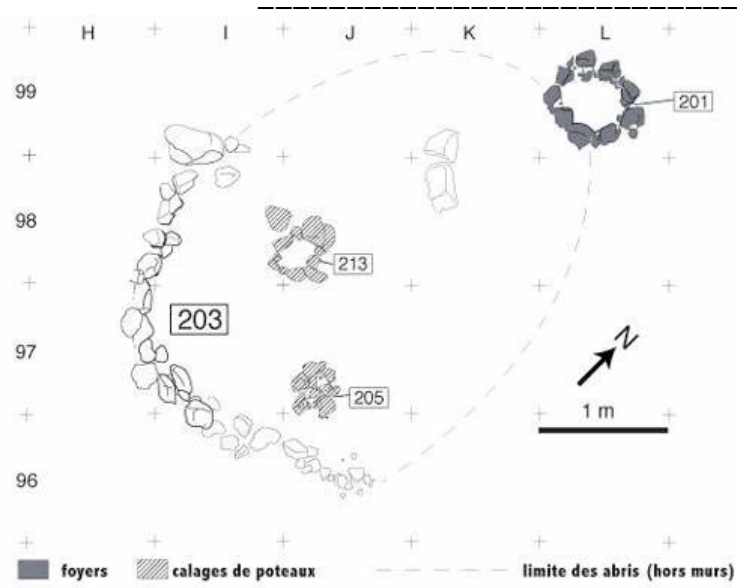 H I J K L
99
201
98
213
203
97
N
205
1 m
96
foyers calages de poteaux limite des abris (hors murs)